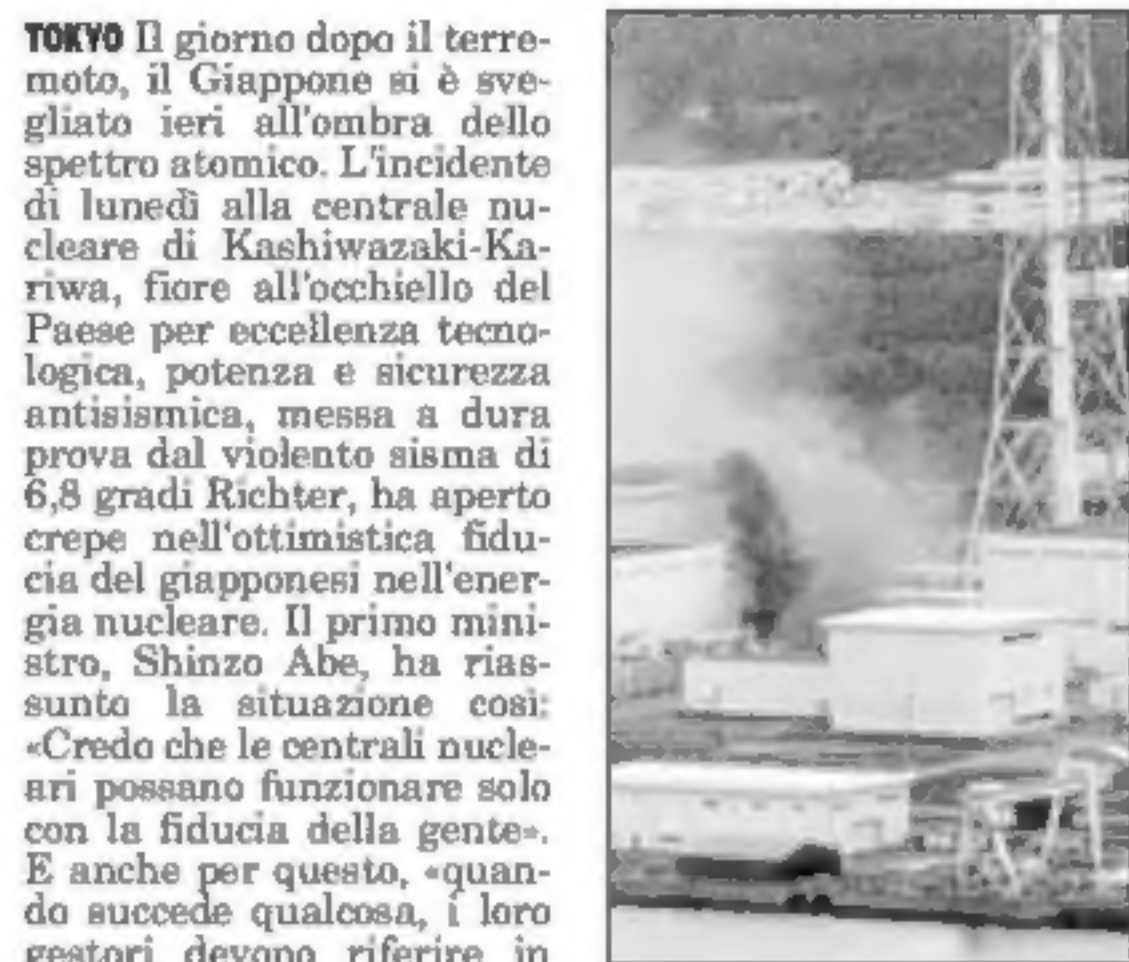 TOKYO Il giorno dopo il terre-
moto, il Giappone si è sve-
gliato ieri all'ombra dello
spettro atomico. L'incidente
di lunedì alla centrale nu-
cleare di Kashiwazaki-Ka-
riwa, fiore all'occhiello del
Paese per eccellenza tecno-
logica, potenza e sicurezza
antisismica, messa a dura
prova dal violento sisma di
6,8 gradi Richter, ha aperto
crepe nell'ottimistica fidu-
cia del giapponesi nell'ener-
gia nucleare. Il primo mini-
stro, Shinzo Abe, ha rias-
sunto la situazione così:
«Credo che le centrali nucle-
ari possano funzionare solo
con la fiducia della gente».
E anche per questo, «quan-
do succede qualcosa, i loro
gestori devono riferire in